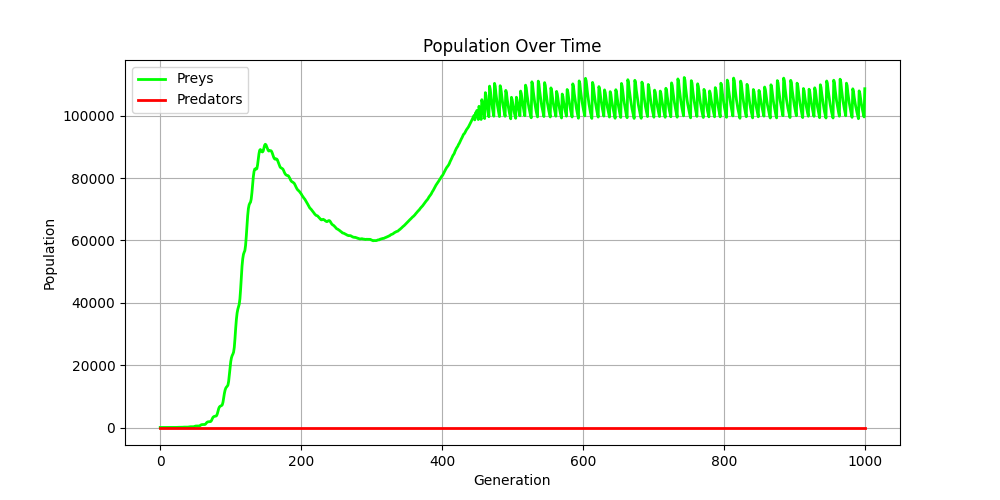 Population Over Time
Preys
Predators
Population
100000
80000
60000
40000
20000
0
0 200 400 600 800 1000
Generation